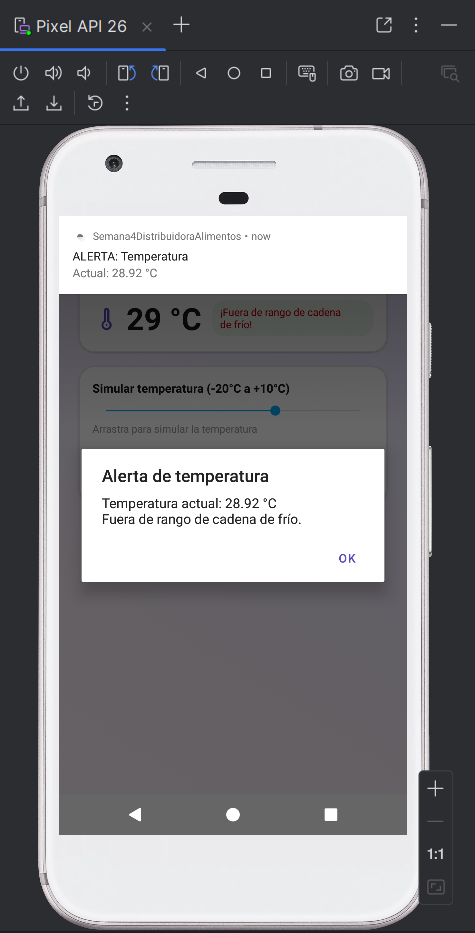 Pixel API 26
Semana4DistribuidoraAlimentos • now
ALERTA: Temperatura
Actual: 28.92 °C
29 °C
¡Fuera de rango de cadena
de frío!
Simular temperatura (-20°C a +10°C)
Arrastra para simular la temperatura
Alerta de temperatura
Temperatura actual: 28.92 °C
Fuera de rango de cadena de frío.
OK
1:1